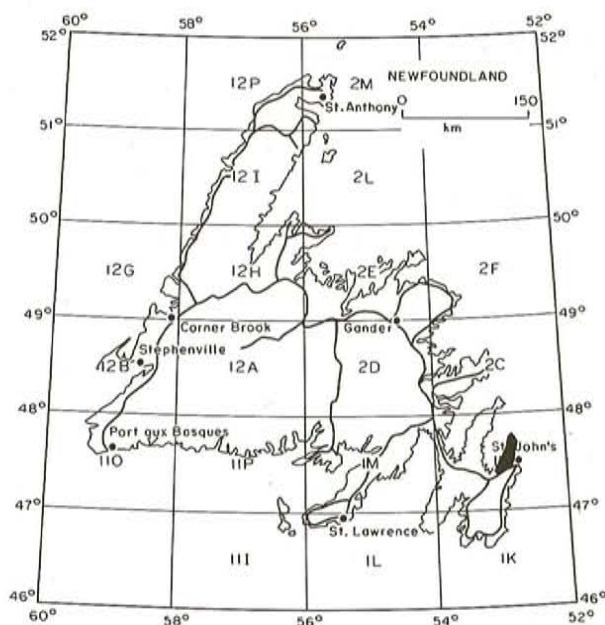 60° 58° 56° 54° 52°
52° 52°
12P 2M NEWFOUNDLAND
St. Anthony 0 150
km
51° 51°
12I 2L
50° 50°
12G 12H 2E 2F
49° 49°
Corner Brook Gander
Stephenville
12B 12A 2D 2C
48° 48°
Port aux Basques St. John's
11O 11P 1M
47° 47°
St. Lawrence
11I 1L 1K
46° 46°
60° 58° 56° 54° 52°